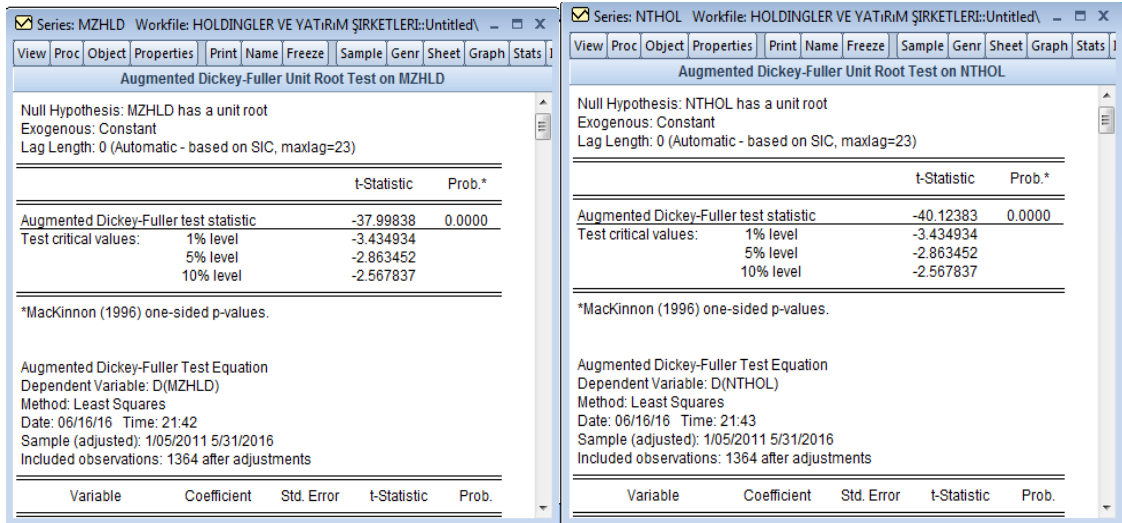 Series: MZHLD Workfile: HOLDINGLER VE YATıRıM ŞIRKETLERI::Untitled\
View Proc Object Properties Print Name Freeze Sample Genr Sheet Graph Stats
Augmented Dickey-Fuller Unit Root Test on MZHLD
Null Hypothesis: MZHLD has a unit root
Exogenous: Constant
Lag Length: 0 (Automatic - based on SIC, maxlag=23)
t-Statistic Prob.*
Augmented Dickey-Fuller test statistic -37.99838 0.0000
Test critical values: 1% level -3.434934
5% level -2.863452
10% level -2.567837
*MacKinnon (1996) one-sided p-values.
Augmented Dickey-Fuller Test Equation
Dependent Variable: D(MZHLD)
Method: Least Squares
Date: 06/16/16 Time: 21:42
Sample (adjusted): 1/05/2011 5/31/2016
Included observations: 1364 after adjustments
Variable Coefficient Std. Error t-Statistic Prob.
Series: NTHOL Workfile: HOLDINGLER VE YATıRıM ŞIRKETLERI::Untitled\
View Proc Object Properties Print Name Freeze Sample Genr Sheet Graph Stats
Augmented Dickey-Fuller Unit Root Test on NTHOL
Null Hypothesis: NTHOL has a unit root
Exogenous: Constant
Lag Length: 0 (Automatic - based on SIC, maxlag=23)
t-Statistic Prob.*
Augmented Dickey-Fuller test statistic -40.12383 0.0000
Test critical values: 1% level -3.434934
5% level -2.863452
10% level -2.567837
*MacKinnon (1996) one-sided p-values.
Augmented Dickey-Fuller Test Equation
Dependent Variable: D(NTHOL)
Method: Least Squares
Date: 06/16/16 Time: 21:43
Sample (adjusted): 1/05/2011 5/31/2016
Included observations: 1364 after adjustments
Variable Coefficient Std. Error t-Statistic Prob.